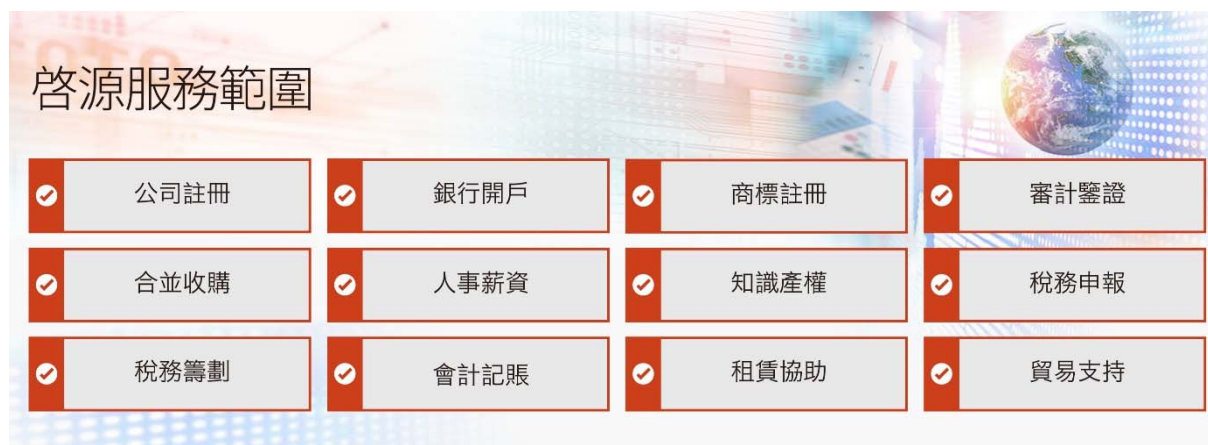 啓源服務範圍
公司註冊
銀行開戶
商標註冊
審計鑒證
合並收購
人事薪資
知識產權
稅務申報
稅務籌劃
會計記賬
租賃協助
貿易支持